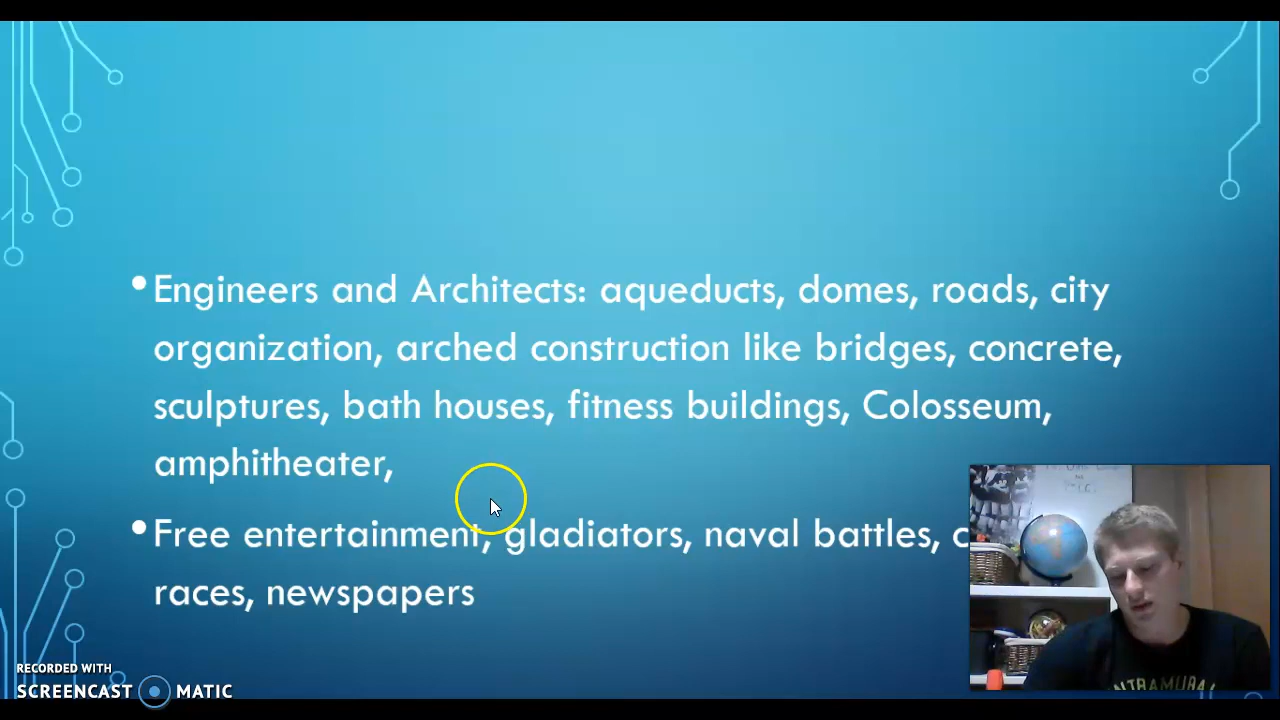 •Engineers and Architects: aqueducts, domes, roads, city
organization, arched construction like bridges, concrete,
sculptures, bath houses, fitness buildings, Colosseum,
amphitheater,
•Free entertainment, gladiators, naval battles,
races, newspapers
RECORDED WITH
SCREENCAST MATIC